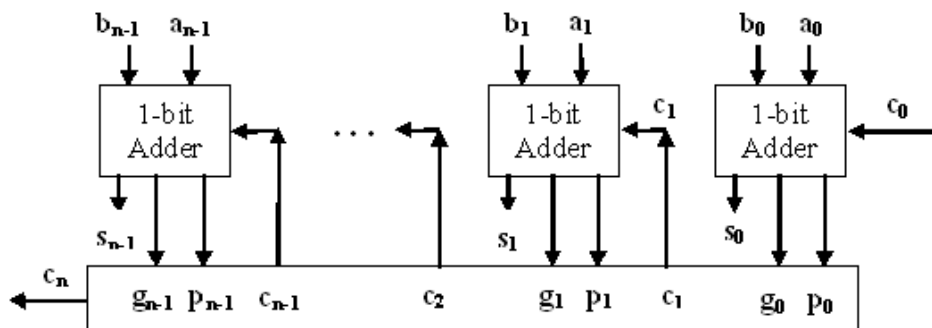 bₙ₋₁ aₙ₋₁ b₁ a₁ b₀ a₀
1-bit Adder
1-bit Adder
1-bit Adder
c₁
c₀
. . .
sₙ₋₁ s₁ s₀
cₙ
gₙ₋₁ pₙ₋₁ cₙ₋₁ c₂ g₁ p₁ c₁ g₀ p₀